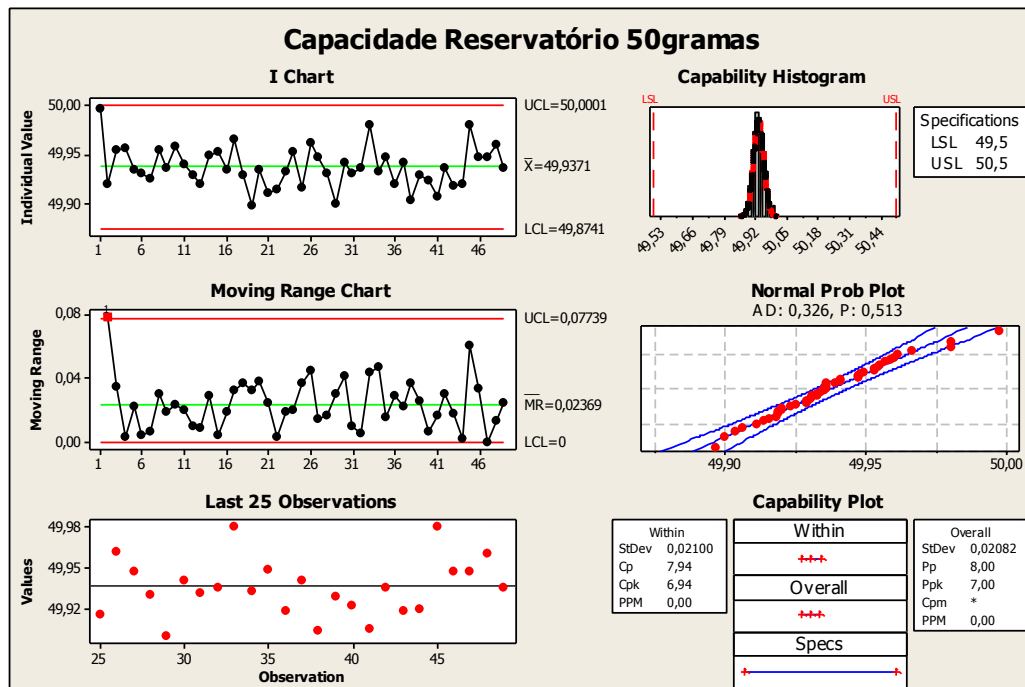 Capacidade Reservatório 50gramas
I Chart
Individual Value
50,00
49,95
49,90
1 6 11 16 21 26 31 36 41 46
UCL=50,0001
X=49,9371
LCL=49,8741
Capability Histogram
LSL USL
49,53 49,66 49,79 49,92 50,05 50,18 50,31 50,44
Specifications
LSL 49,5
USL 50,5
Moving Range Chart
Moving Range
0,08
0,04
0,00
1
1 6 11 16 21 26 31 36 41 46
UCL=0,07739
MR=0,02369
LCL=0
Normal Prob Plot
AD: 0,326, P: 0,513
49,90 49,95 50,00
Last 25 Observations
Values
49,98
49,95
49,92
25 30 35 40 45
Observation
Capability Plot
Within
StDev 0,02100
Cp 7,94
Cpk 6,94
PPM 0,00
Within
Overall
Specs
Overall
StDev 0,02082
Pp 8,00
Ppk 7,00
Cpm *
PPM 0,00